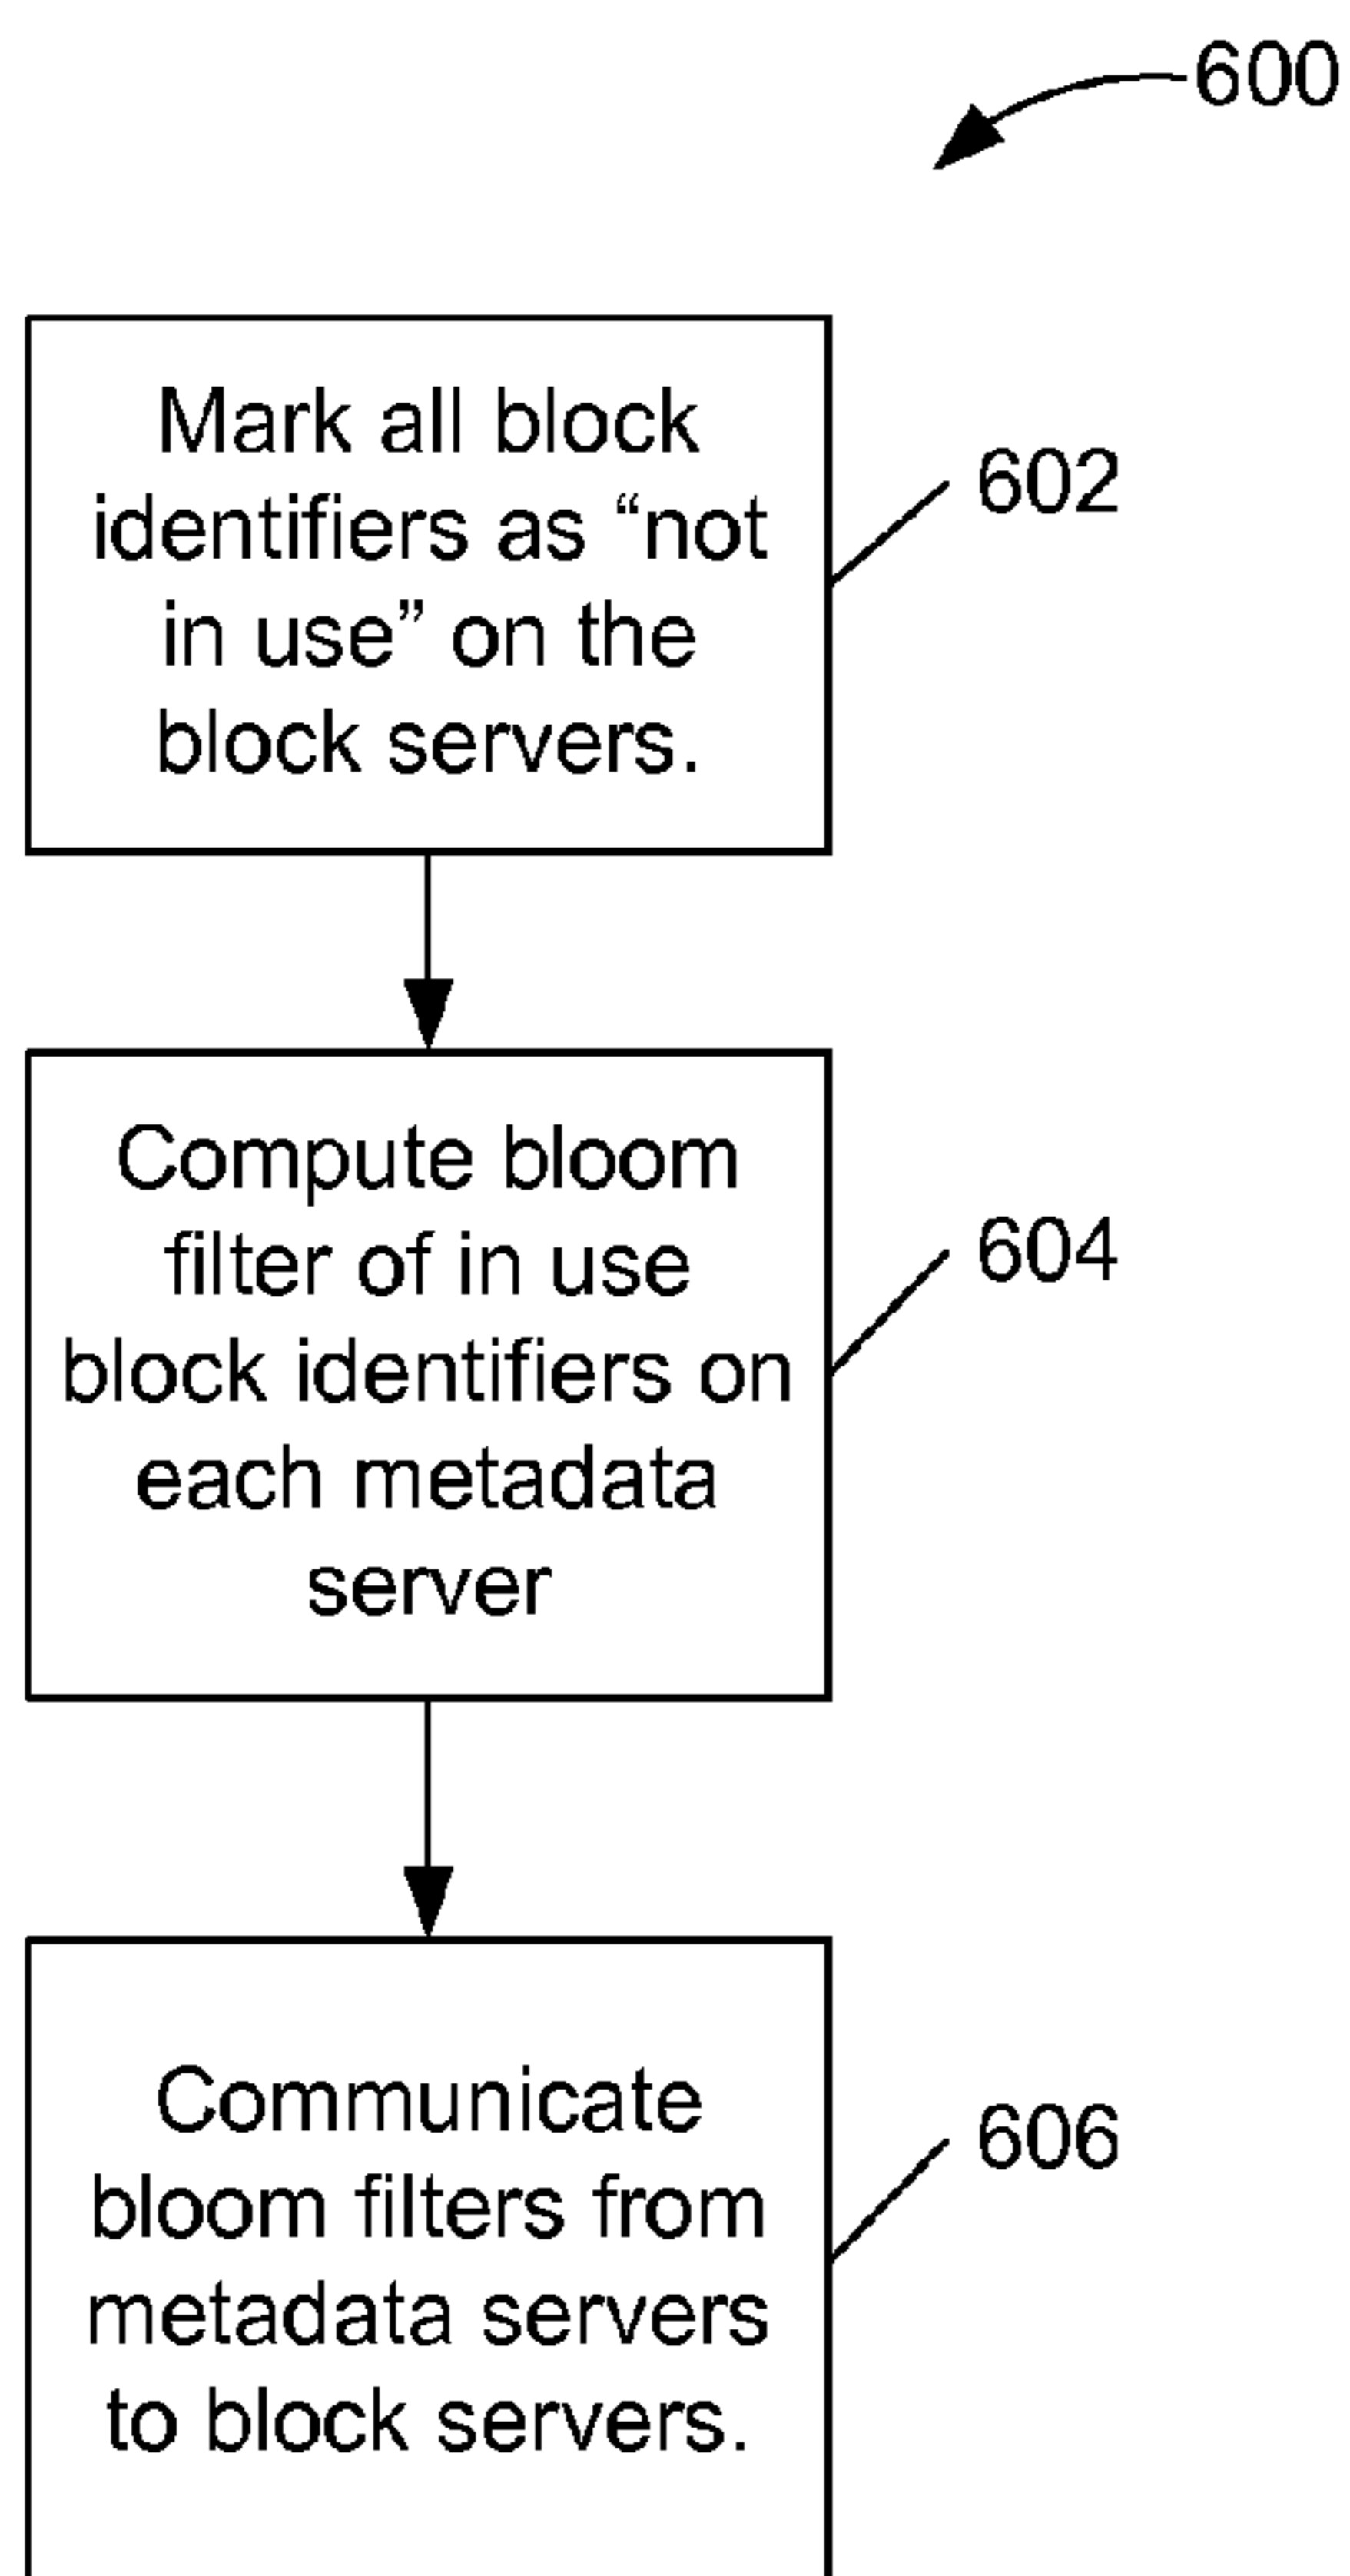 600
Mark all block
identifiers as “not
in use” on the
block servers.
602
Compute bloom
filter of in use
block identifiers on
each metadata
server
604
Communicate
bloom filters from
metadata servers
to block servers.
606